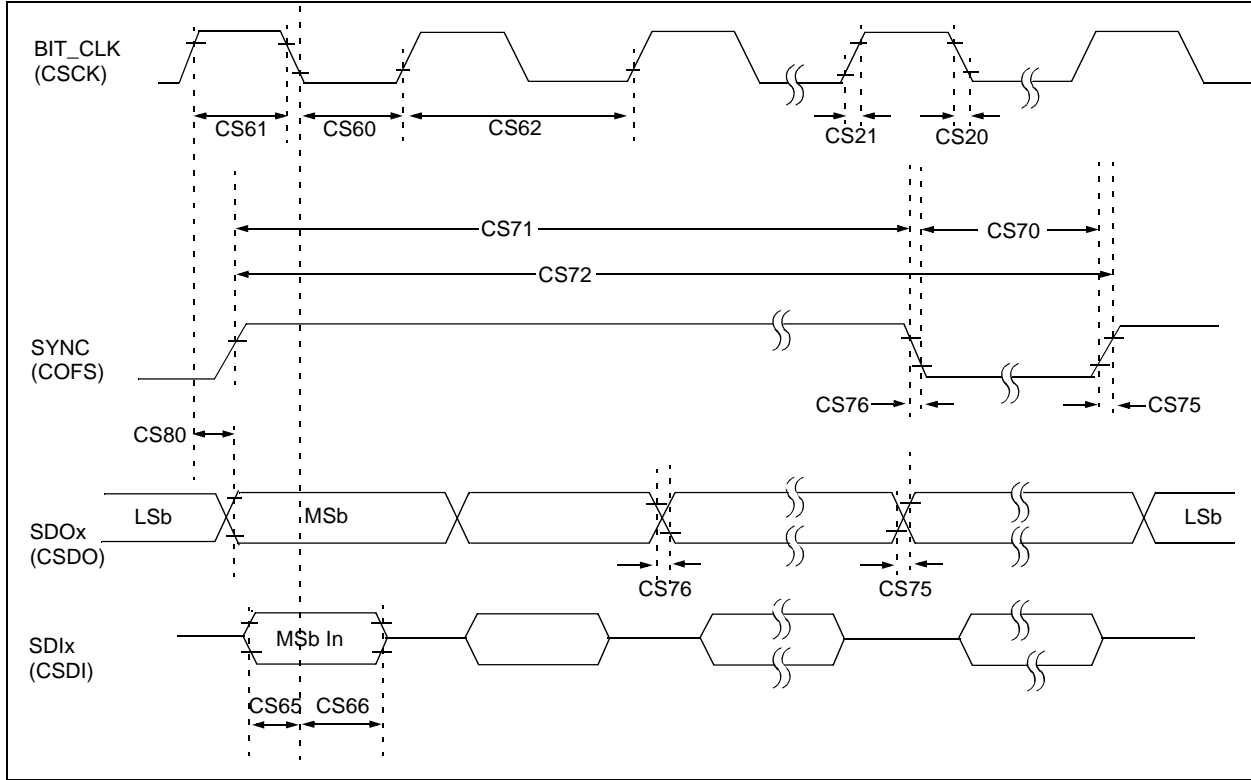 BIT_CLK
(CSCK)
CS61
CS60
CS62
CS21
CS20
CS71
CS70
CS72
SYNC
(COFS)
CS76
CS75
CS80
SDOx
(CSDO)
LSb
MSb
LSb
CS76
CS75
SDIx
(CSDI)
MSb In
CS65
CS66